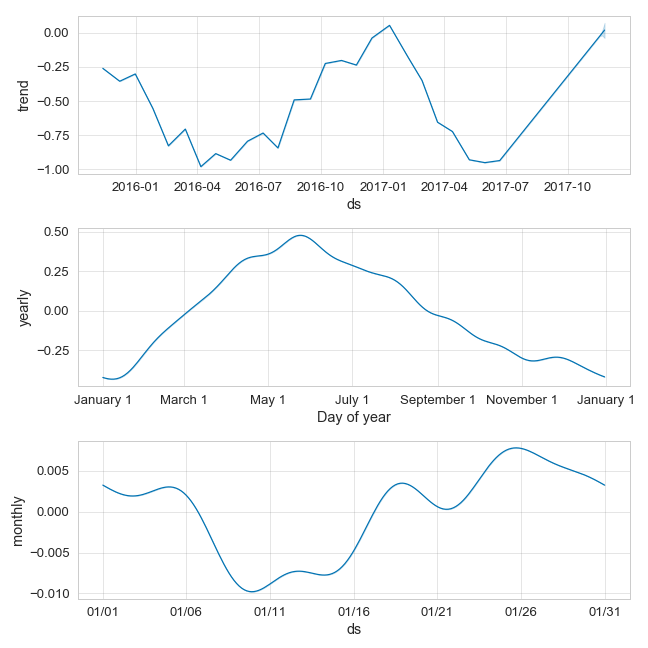 0.00
−0.25
−0.50
−0.75
−1.00
trend
2016-01 2016-04 2016-07 2016-10 2017-01 2017-04 2017-07 2017-10
ds
0.50
0.25
0.00
−0.25
yearly
January 1 March 1 May 1 July 1 September 1 November 1 January 1
Day of year
0.005
0.000
−0.005
−0.010
monthly
01/01 01/06 01/11 01/16 01/21 01/26 01/31
ds